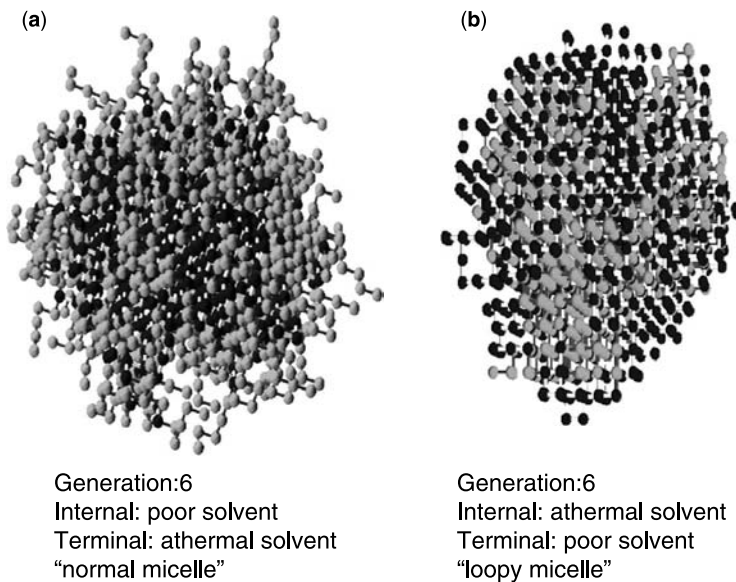 (a)
(b)
Generation:6
Internal: poor solvent
Terminal: athermal solvent
“normal micelle”
Generation:6
Internal: athermal solvent
Terminal: poor solvent
“loopy micelle”